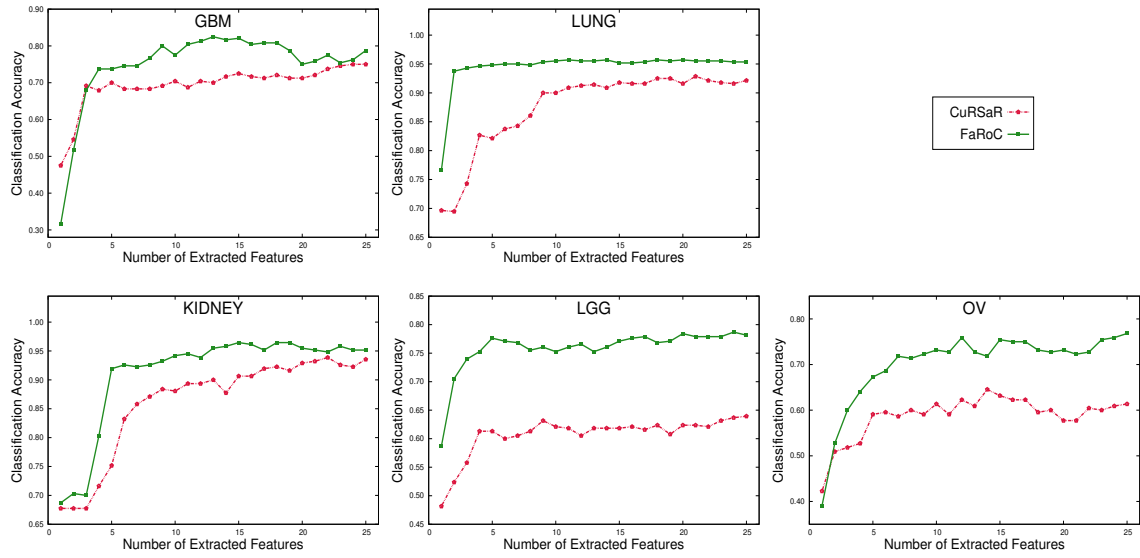 GBM
Classification Accuracy
0.90
0.80
0.70
0.60
0.50
0.40
0.30
0 5 10 15 20 25
Number of Extracted Features
LUNG
Classification Accuracy
1.00
0.95
0.90
0.85
0.80
0.75
0.70
0.65
0 5 10 15 20 25
Number of Extracted Features
CuRSaR
FaRoC
KIDNEY
Classification Accuracy
1.00
0.95
0.90
0.85
0.80
0.75
0.70
0.65
0 5 10 15 20 25
Number of Extracted Features
LGG
Classification Accuracy
0.85
0.80
0.75
0.70
0.65
0.60
0.55
0.50
0.45
0 5 10 15 20 25
Number of Extracted Features
OV
Classification Accuracy
0.80
0.70
0.60
0.50
0.40
0 5 10 15 20 25
Number of Extracted Features